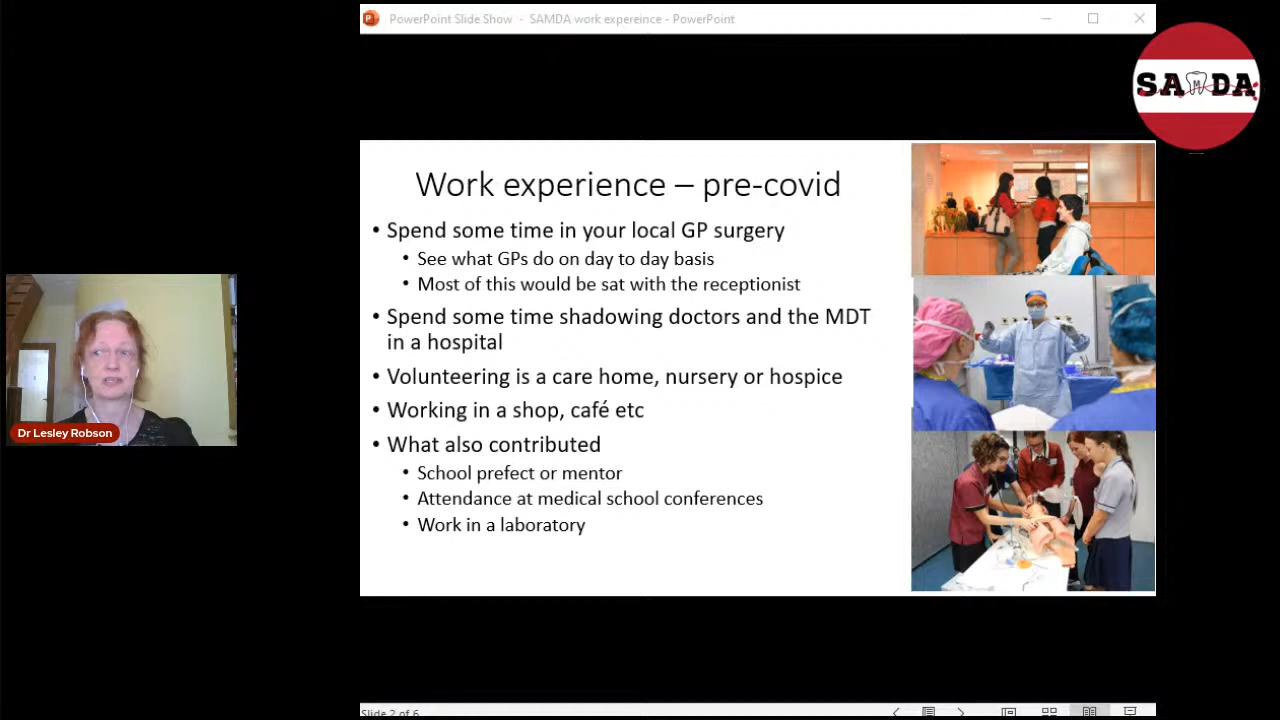 PowerPoint Slide Show - SAMDA work expereince - PowerPoint
SAMDA
M
Work experience – pre-covid
• Spend some time in your local GP surgery
• See what GPs do on day to day basis
• Most of this would be sat with the receptionist
• Spend some time shadowing doctors and the MDT
in a hospital
• Volunteering is a care home, nursery or hospice
• Working in a shop, café etc
• What also contributed
• School prefect or mentor
• Attendance at medical school conferences
• Work in a laboratory
Dr Lesley Robson
Slide 2 of 6